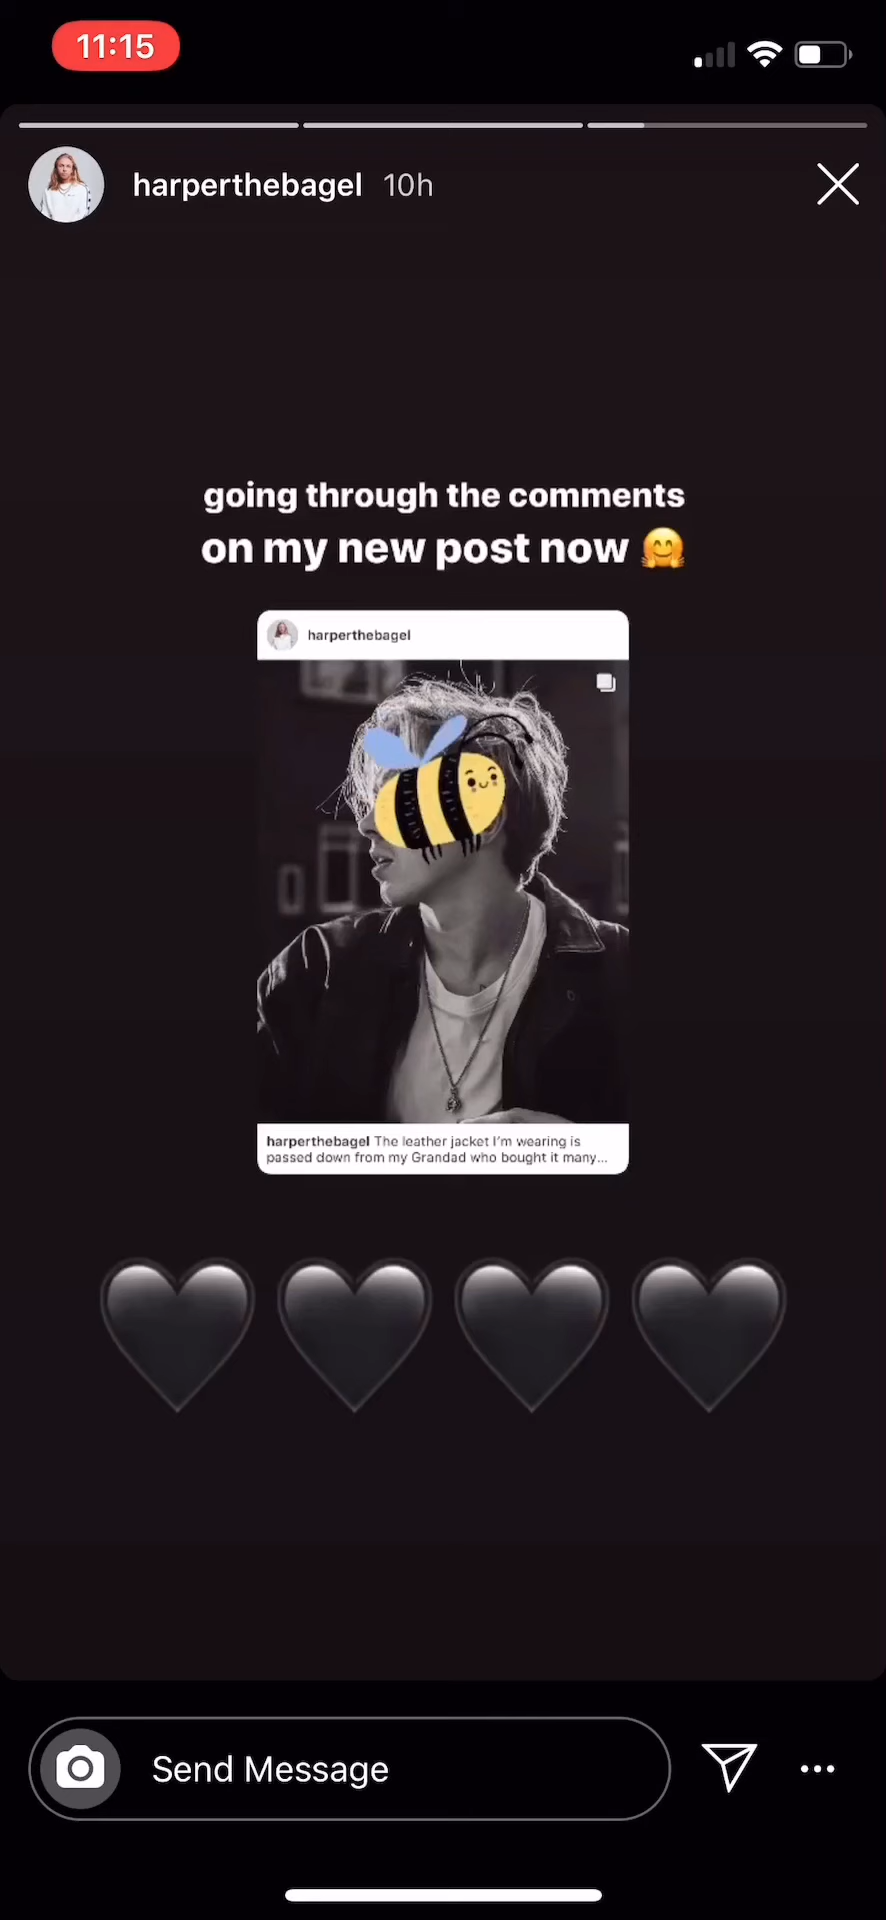 11:15
harperthebagel 10h
going through the comments
on my new post now 🤗
harperthebagel
harperthebagel The leather jacket I'm wearing is
passed down from my Grandad who bought it many...
Send Message